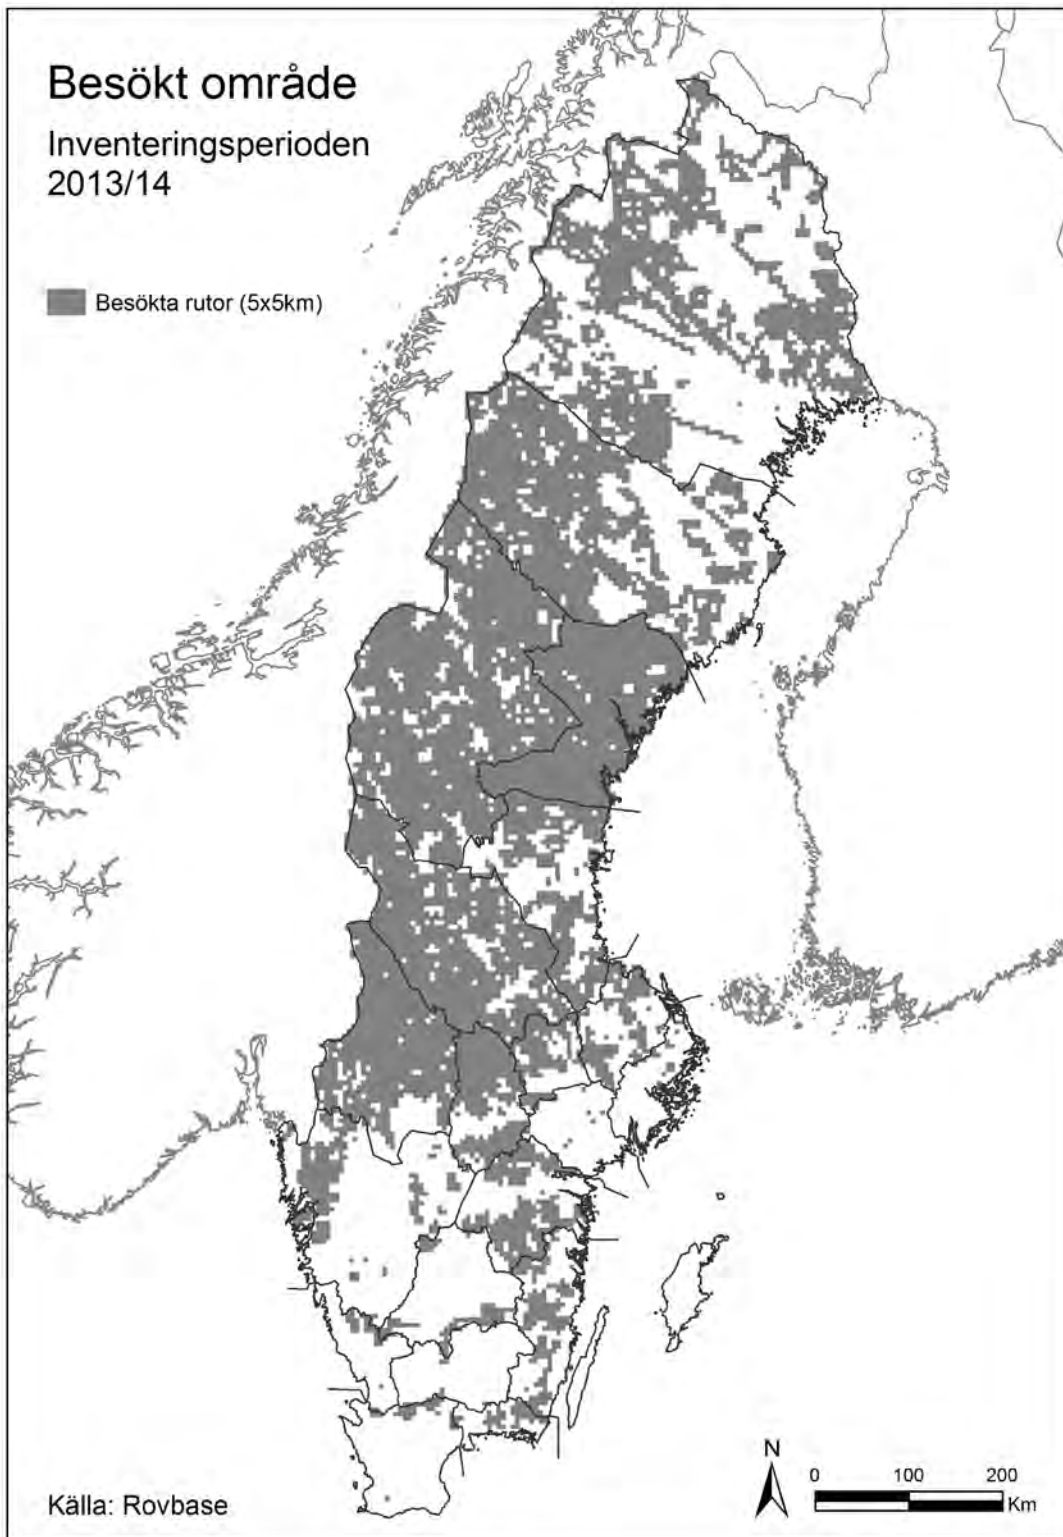 Besökt område
Inventeringsperioden
2013/14
Besökta rutor (5x5km)
Källa: Rovbase
N
0 100 200
Km